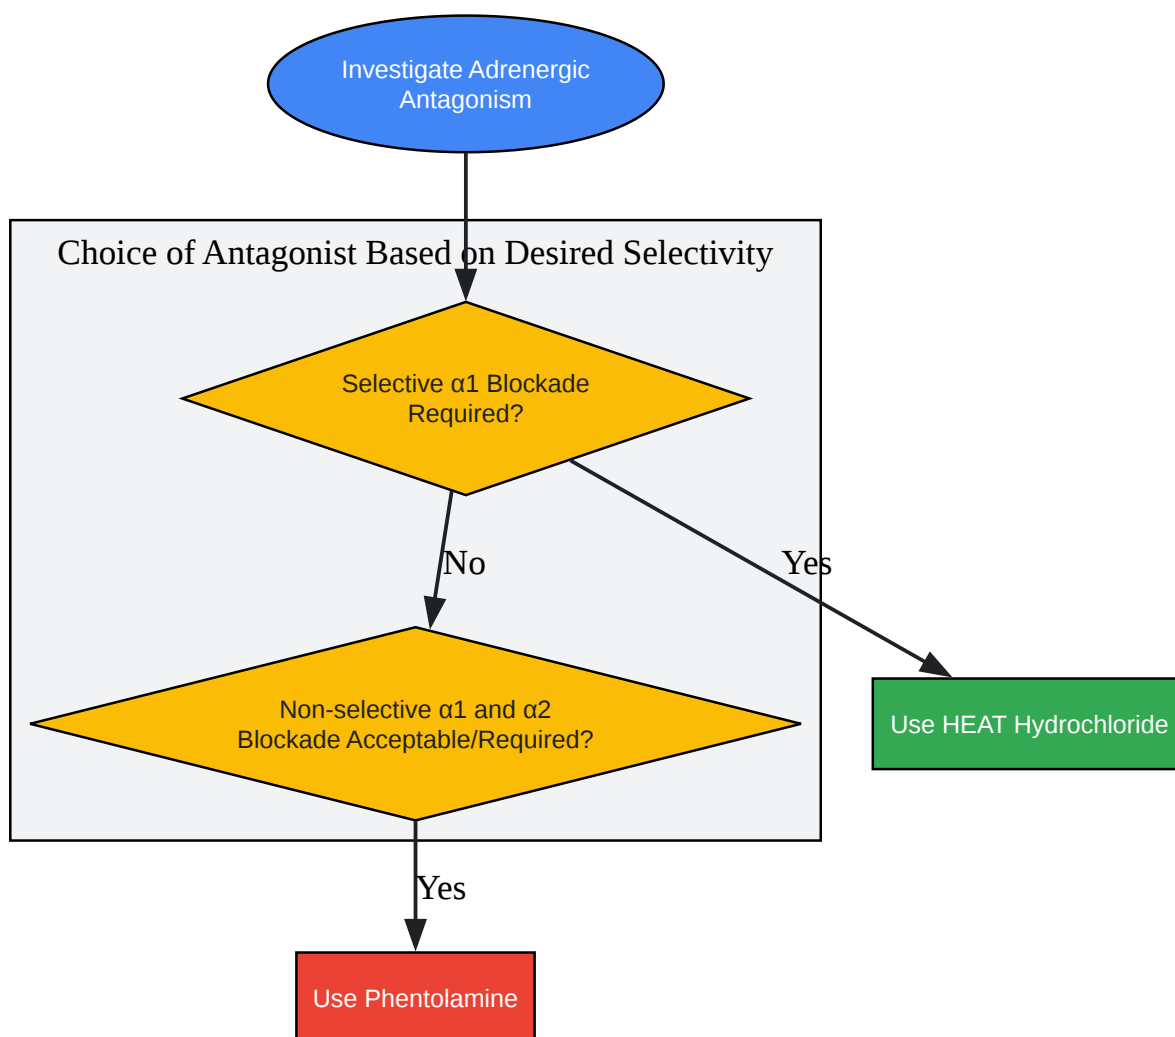 Investigate Adrenergic
Antagonism
Choice of Antagonist Based on Desired Selectivity
Selective α1 Blockade
Required?
No
Yes
Non-selective α1 and α2
Blockade Acceptable/Required?
Use HEAT Hydrochloride
Yes
Use Phentolamine